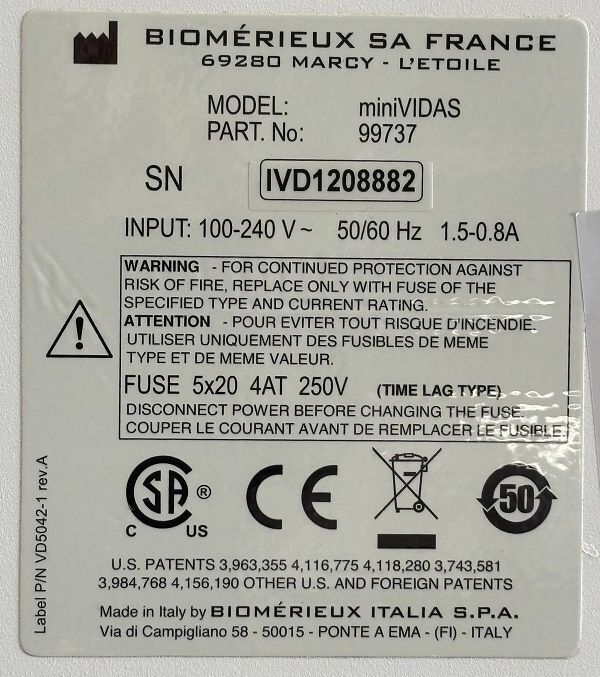 BIOMÉRIEUX SA FRANCE
69280 MARCY - L'ETOILE
MODEL: miniVIDAS
PART. No: 99737
SN IVD1208882
INPUT: 100-240 V ~ 50/60 Hz 1.5-0.8A
WARNING - FOR CONTINUED PROTECTION AGAINST
RISK OF FIRE, REPLACE ONLY WITH FUSE OF THE
SPECIFIED TYPE AND CURRENT RATING.
ATTENTION - POUR EVITER TOUT RISQUE D'INCENDIE.
UTILISER UNIQUEMENT DES FUSIBLES DE MEME
TYPE ET DE MEME VALEUR.
FUSE 5x20 4AT 250V (TIME LAG TYPE)
DISCONNECT POWER BEFORE CHANGING THE FUSE.
COUPER LE COURANT AVANT DE REMPLACER LE FUSIBLE.
Label P/N VD5042-1 rev.A
SA ® CE 50
C US
U.S. PATENTS 3,963,355 4,116,775 4,118,280 3,743,581
3,984,768 4,156,190 OTHER U.S. AND FOREIGN PATENTS
Made in Italy by BIOMÉRIEUX ITALIA S.P.A.
Via di Campigliano 58 - 50015 - PONTE A EMA - (FI) - ITALY